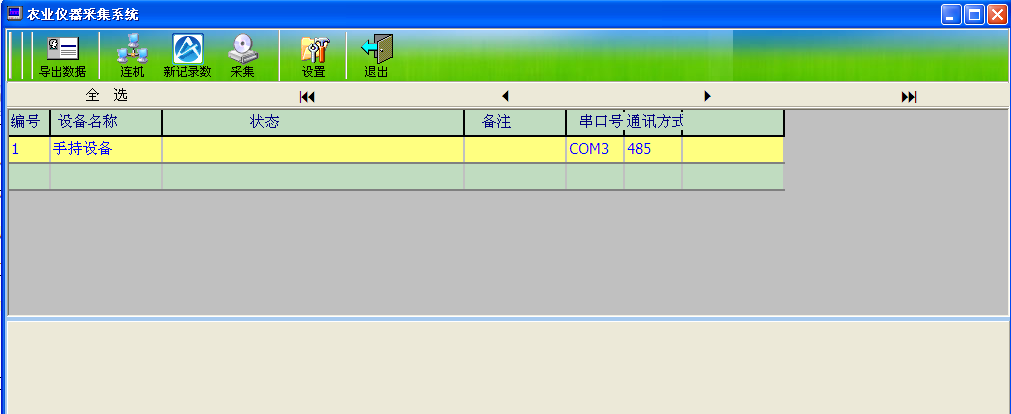 农业仪器采集系统
导出数据 连机 新记录数 采集 设置 退出
全 选
编号 设备名称 状态 备注 串口号 通讯方式
1 手持设备 COM3 485